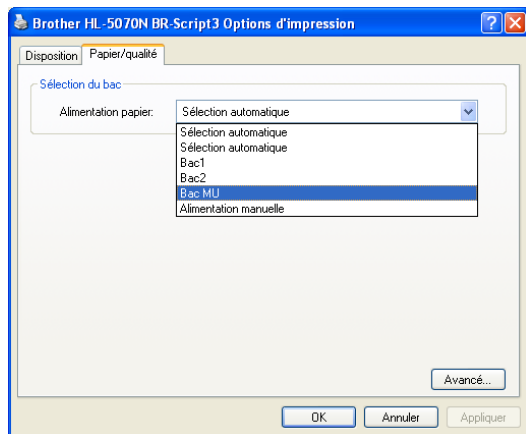 Brother HL-5070N BR-Script3 Options d'impression
Disposition
Papier/qualité
Sélection du bac
Alimentation papier:
Sélection automatique
Sélection automatique
Sélection automatique
Bac1
Bac2
Bac MU
Alimentation manuelle
Avancé...
OK
Annuler
Appliquer